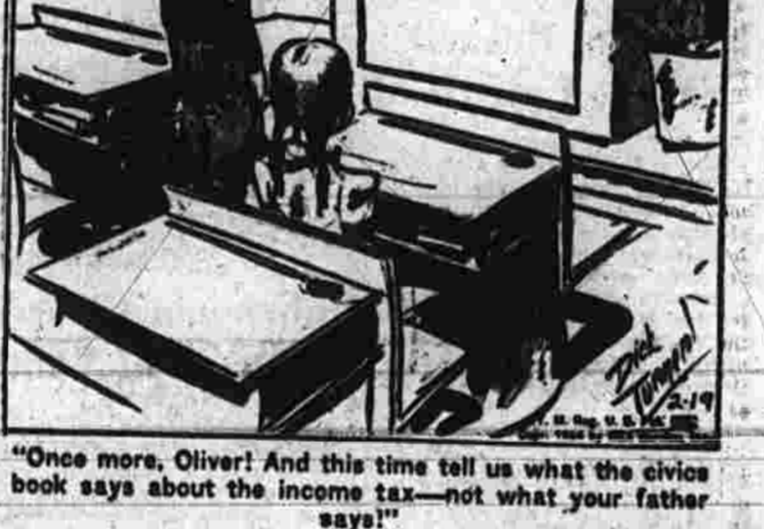 Dick
Turner
2-19
"Once more, Oliver! And this time tell us what the civics
book says about the income tax—not what your father
says!"